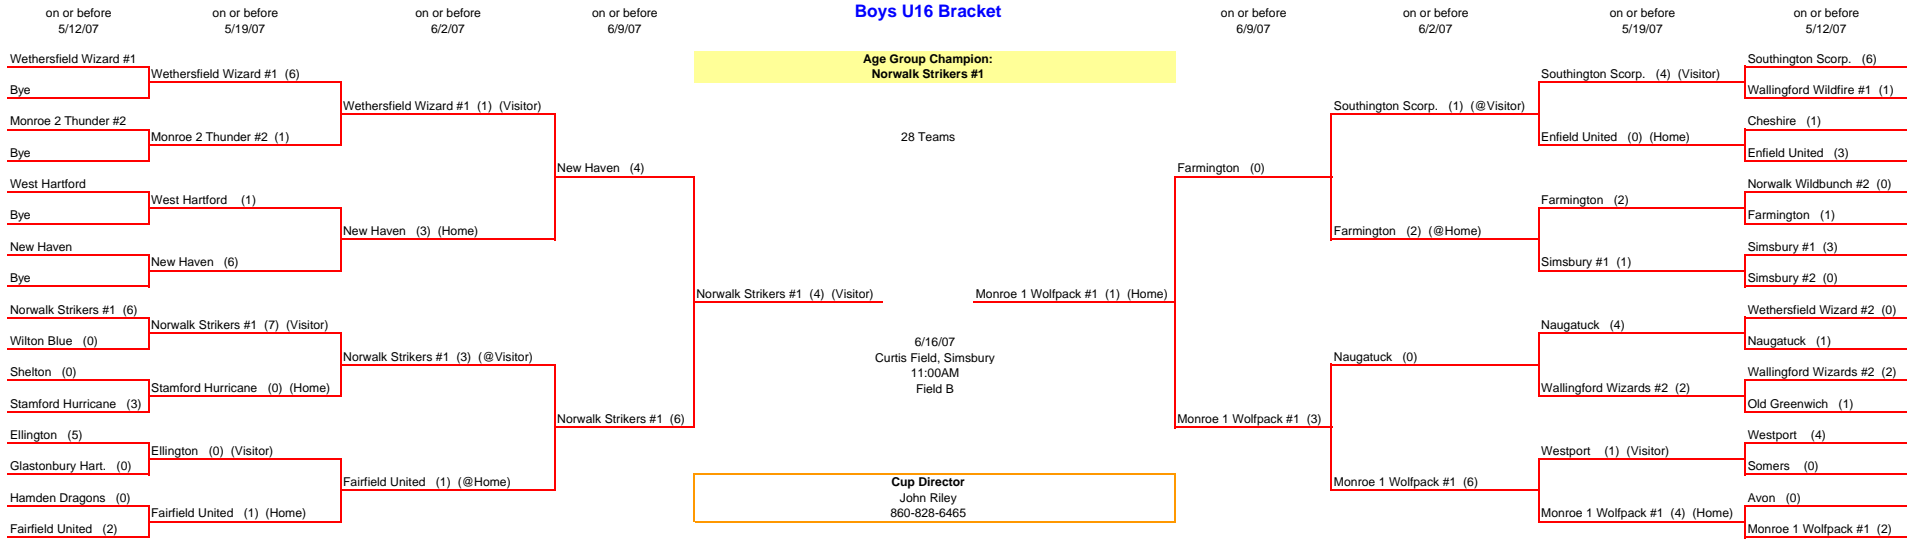 Boys U16 Bracket
on or before
5/12/07
on or before
5/19/07
on or before
6/2/07
on or before
6/9/07
on or before
6/9/07
on or before
6/2/07
on or before
5/19/07
on or before
5/12/07
Wethersfield Wizard #1
Bye
Monroe 2 Thunder #2
Bye
West Hartford
Bye
New Haven
Bye
Norwalk Strikers #1 (6)
Wilton Blue (0)
Shelton (0)
Stamford Hurricane (3)
Ellington (5)
Glastonbury Hart. (0)
Hamden Dragons (0)
Fairfield United (2)
Wethersfield Wizard #1 (6)
Monroe 2 Thunder #2 (1)
West Hartford (1)
New Haven (6)
Norwalk Strikers #1 (7) (Visitor)
Stamford Hurricane (0) (Home)
Ellington (0) (Visitor)
Fairfield United (1) (Home)
Wethersfield Wizard #1 (1) (Visitor)
New Haven (3) (Home)
Norwalk Strikers #1 (3) (@Visitor)
Fairfield United (1) (@Home)
New Haven (4)
Norwalk Strikers #1 (6)
Age Group Champion:
Norwalk Strikers #1
28 Teams
Norwalk Strikers #1 (4) (Visitor)
Monroe 1 Wolfpack #1 (1) (Home)
6/16/07
Curtis Field, Simsbury
11:00AM
Field B
Cup Director
John Riley
860-828-6465
Farmington (0)
Monroe 1 Wolfpack #1 (3)
Southington Scorp. (1) (@Visitor)
Farmington (2) (@Home)
Naugatuck (0)
Monroe 1 Wolfpack #1 (6)
Southington Scorp. (4) (Visitor)
Enfield United (0) (Home)
Farmington (2)
Simsbury #1 (1)
Naugatuck (4)
Wallingford Wizards #2 (2)
Westport (1) (Visitor)
Monroe 1 Wolfpack #1 (4) (Home)
Southington Scorp. (6)
Wallingford Wildfire #1 (1)
Cheshire (1)
Enfield United (3)
Norwalk Wildbunch #2 (0)
Farmington (1)
Simsbury #1 (3)
Simsbury #2 (0)
Wethersfield Wizard #2 (0)
Naugatuck (1)
Wallingford Wizards #2 (2)
Old Greenwich (1)
Westport (4)
Somers (0)
Avon (0)
Monroe 1 Wolfpack #1 (2)